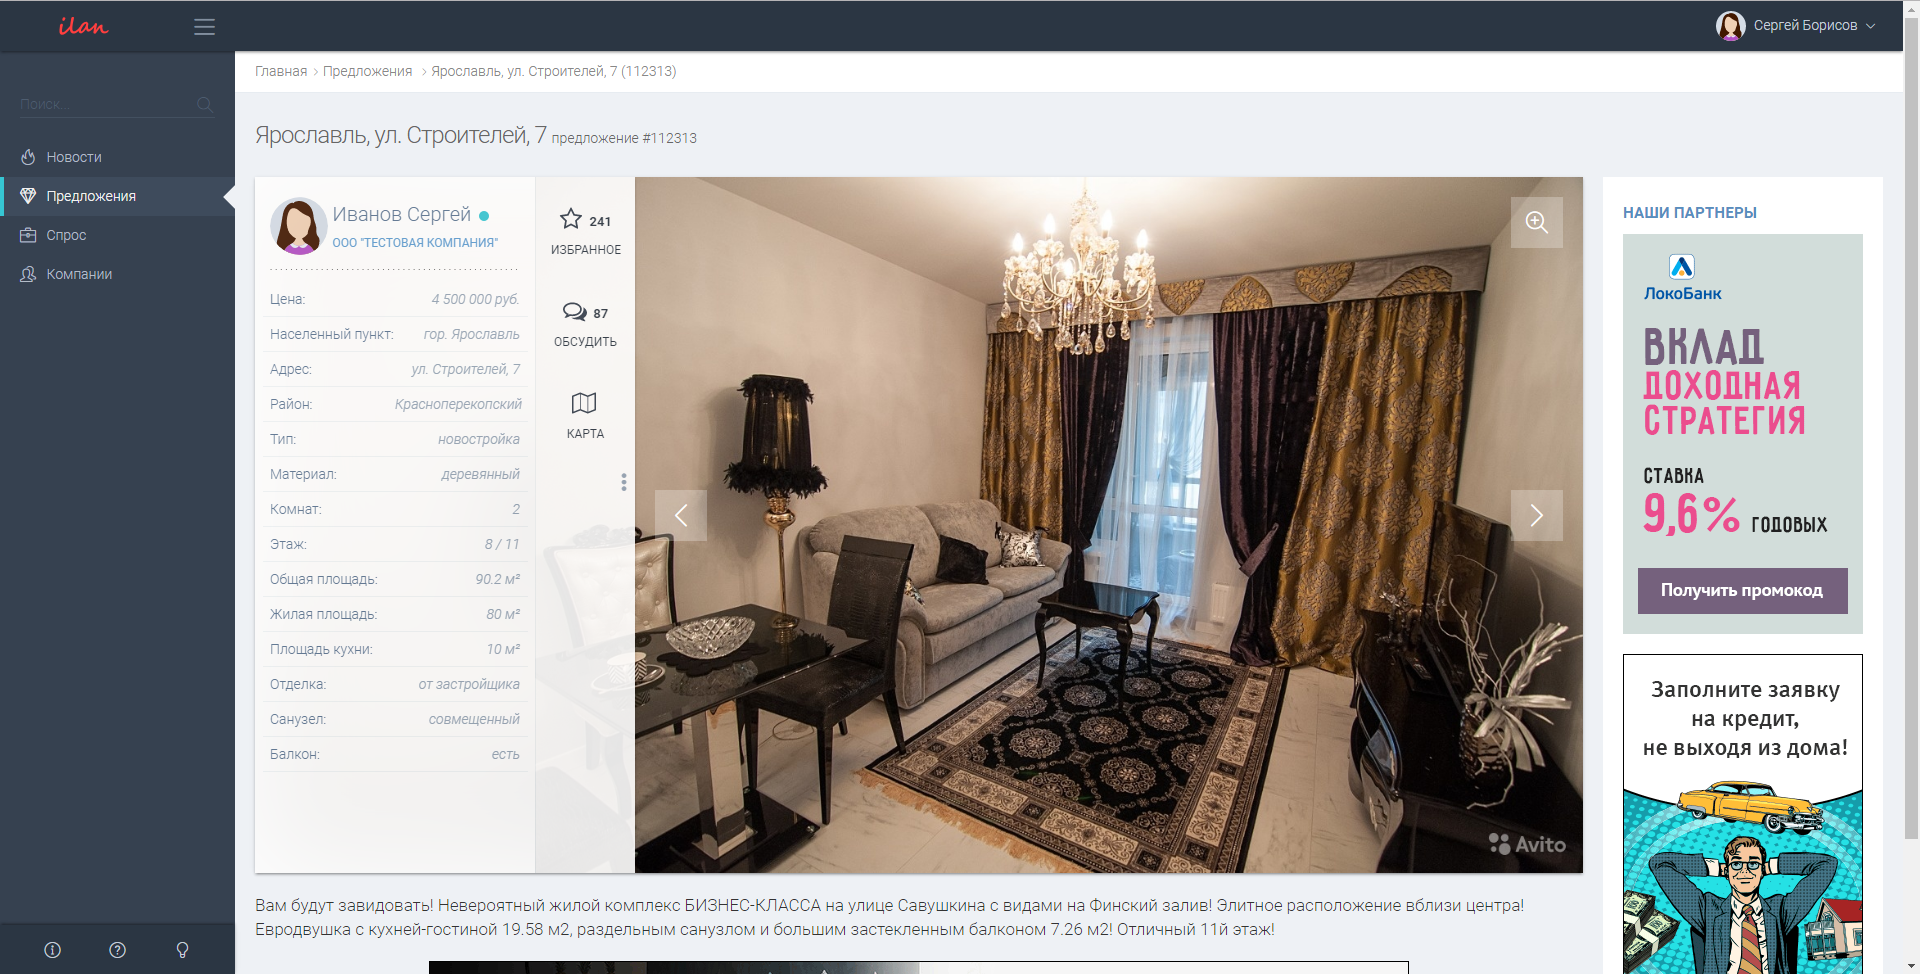 ilan
Сергей Борисов
Поиск...
Новости
Предложения
Спрос
Компании
Главная > Предложения > Ярославль, ул. Строителей, 7 (112313)
Ярославль, ул. Строителей, 7 предложение #112313
Иванов Сергей
ООО "ТЕСТОВАЯ КОМПАНИЯ"
Цена: 4 500 000 руб.
Населенный пункт: гор. Ярославль
Адрес: ул. Строителей, 7
Район: Красноперекопский
Тип: новостройка
Материал: деревянный
Комнат: 2
Этаж: 8 / 11
Общая площадь: 90.2 м²
Жилая площадь: 80 м²
Площадь кухни: 10 м²
Отделка: от застройщика
Санузел: совмещенный
Балкон: есть
241
ИЗБРАННОЕ
87
ОБСУДИТЬ
КАРТА
Avito
Вам будут завидовать! Невероятный жилой комплекс БИЗНЕС-КЛАССА на улице Савушкина с видами на Финский залив! Элитное расположение вблизи центра!
Евродвушка с кухней-гостиной 19.58 м2, раздельным санузлом и большим застекленным балконом 7.26 м2! Отличный 11й этаж!
НАШИ ПАРТНЕРЫ
ЛокоБанк
ВКЛАД
ДОХОДНАЯ
СТРАТЕГИЯ
СТАВКА
9,6% ГОДОВЫХ
Получить промокод
Заполните заявку
на кредит,
не выходя из дома!